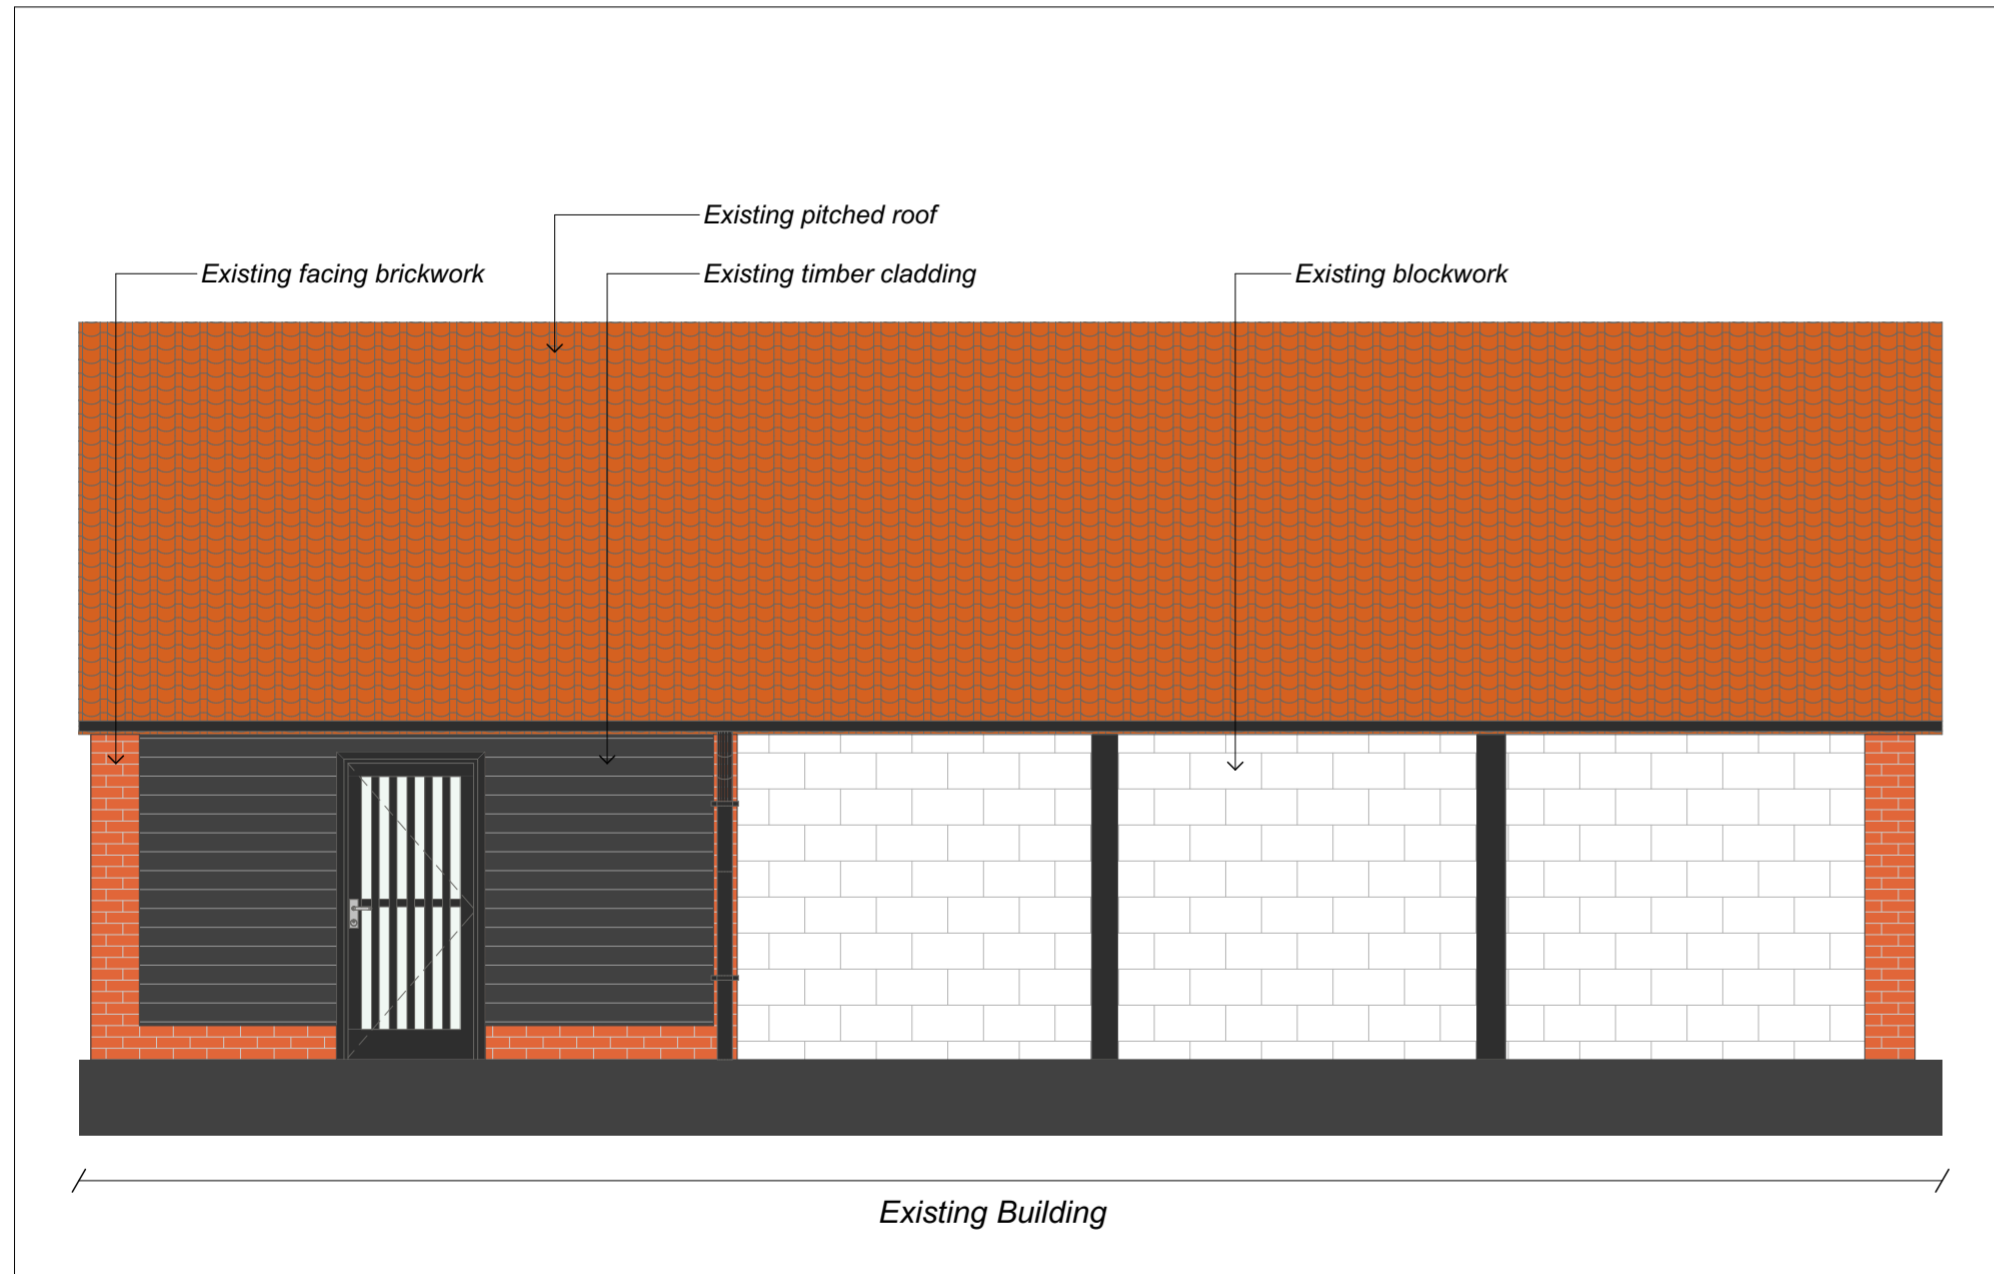 Existing pitched roof
Existing facing brickwork
Existing timber cladding
Existing blockwork
Existing Building